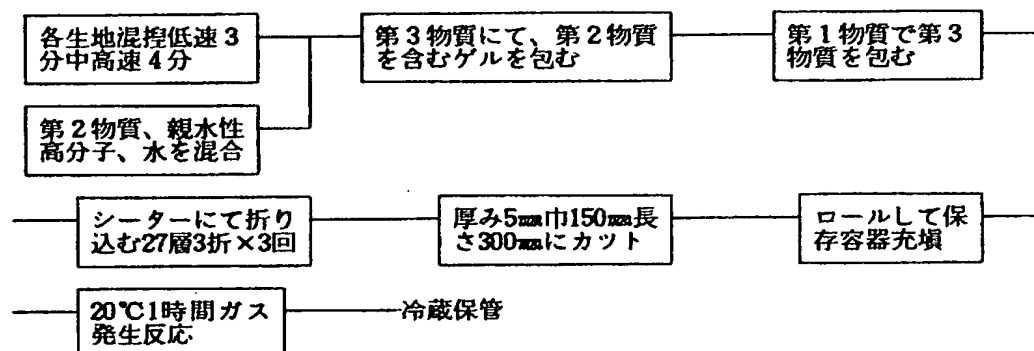 各生地混捏低速3
分中高速4分
第3物質にて、第2物質
を含むゲルを包む
第1物質で第3
物質を包む
第2物質、親水性
高分子、水を混合
シーターにて折り
込む27層3折×3回
厚み5㎜巾150㎜長
さ300㎜にカット
ロールして保
存容器充塡
20℃1時間ガス
発生反応
冷蔵保管